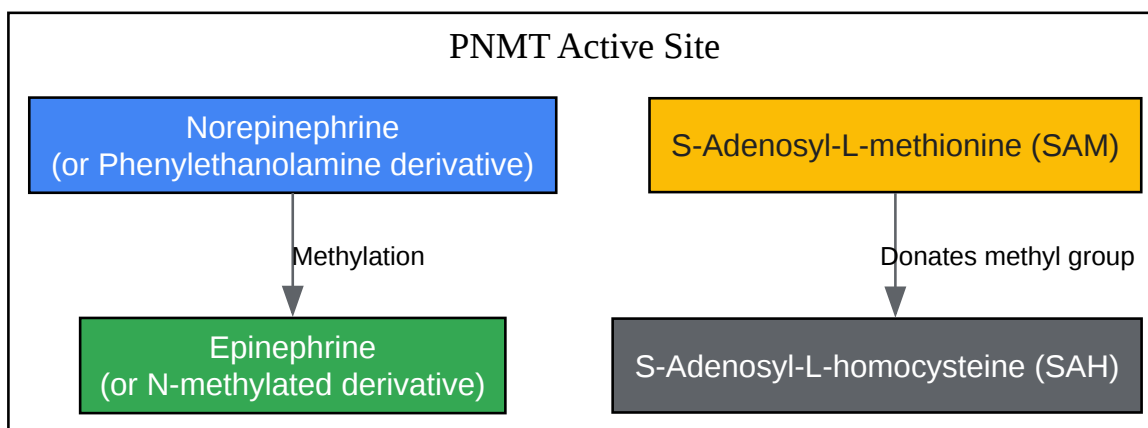 PNMT Active Site
Norepinephrine
(or Phenylethanolamine derivative)
S-Adenosyl-L-methionine (SAM)
Methylation
Donates methyl group
Epinephrine
(or N-methylated derivative)
S-Adenosyl-L-homocysteine (SAH)